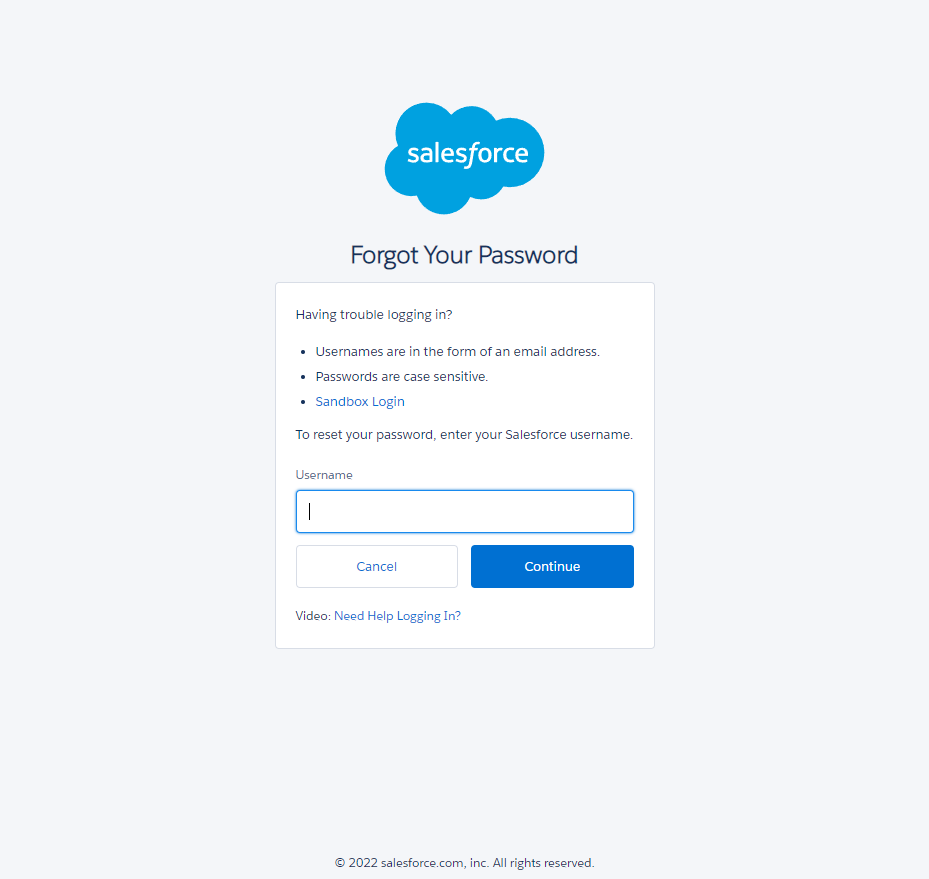 salesforce
Forgot Your Password
Having trouble logging in?
• Usernames are in the form of an email address.
• Passwords are case sensitive.
• Sandbox Login
To reset your password, enter your Salesforce username.
Username
Cancel Continue
Video: Need Help Logging In?
© 2022 salesforce.com, inc. All rights reserved.